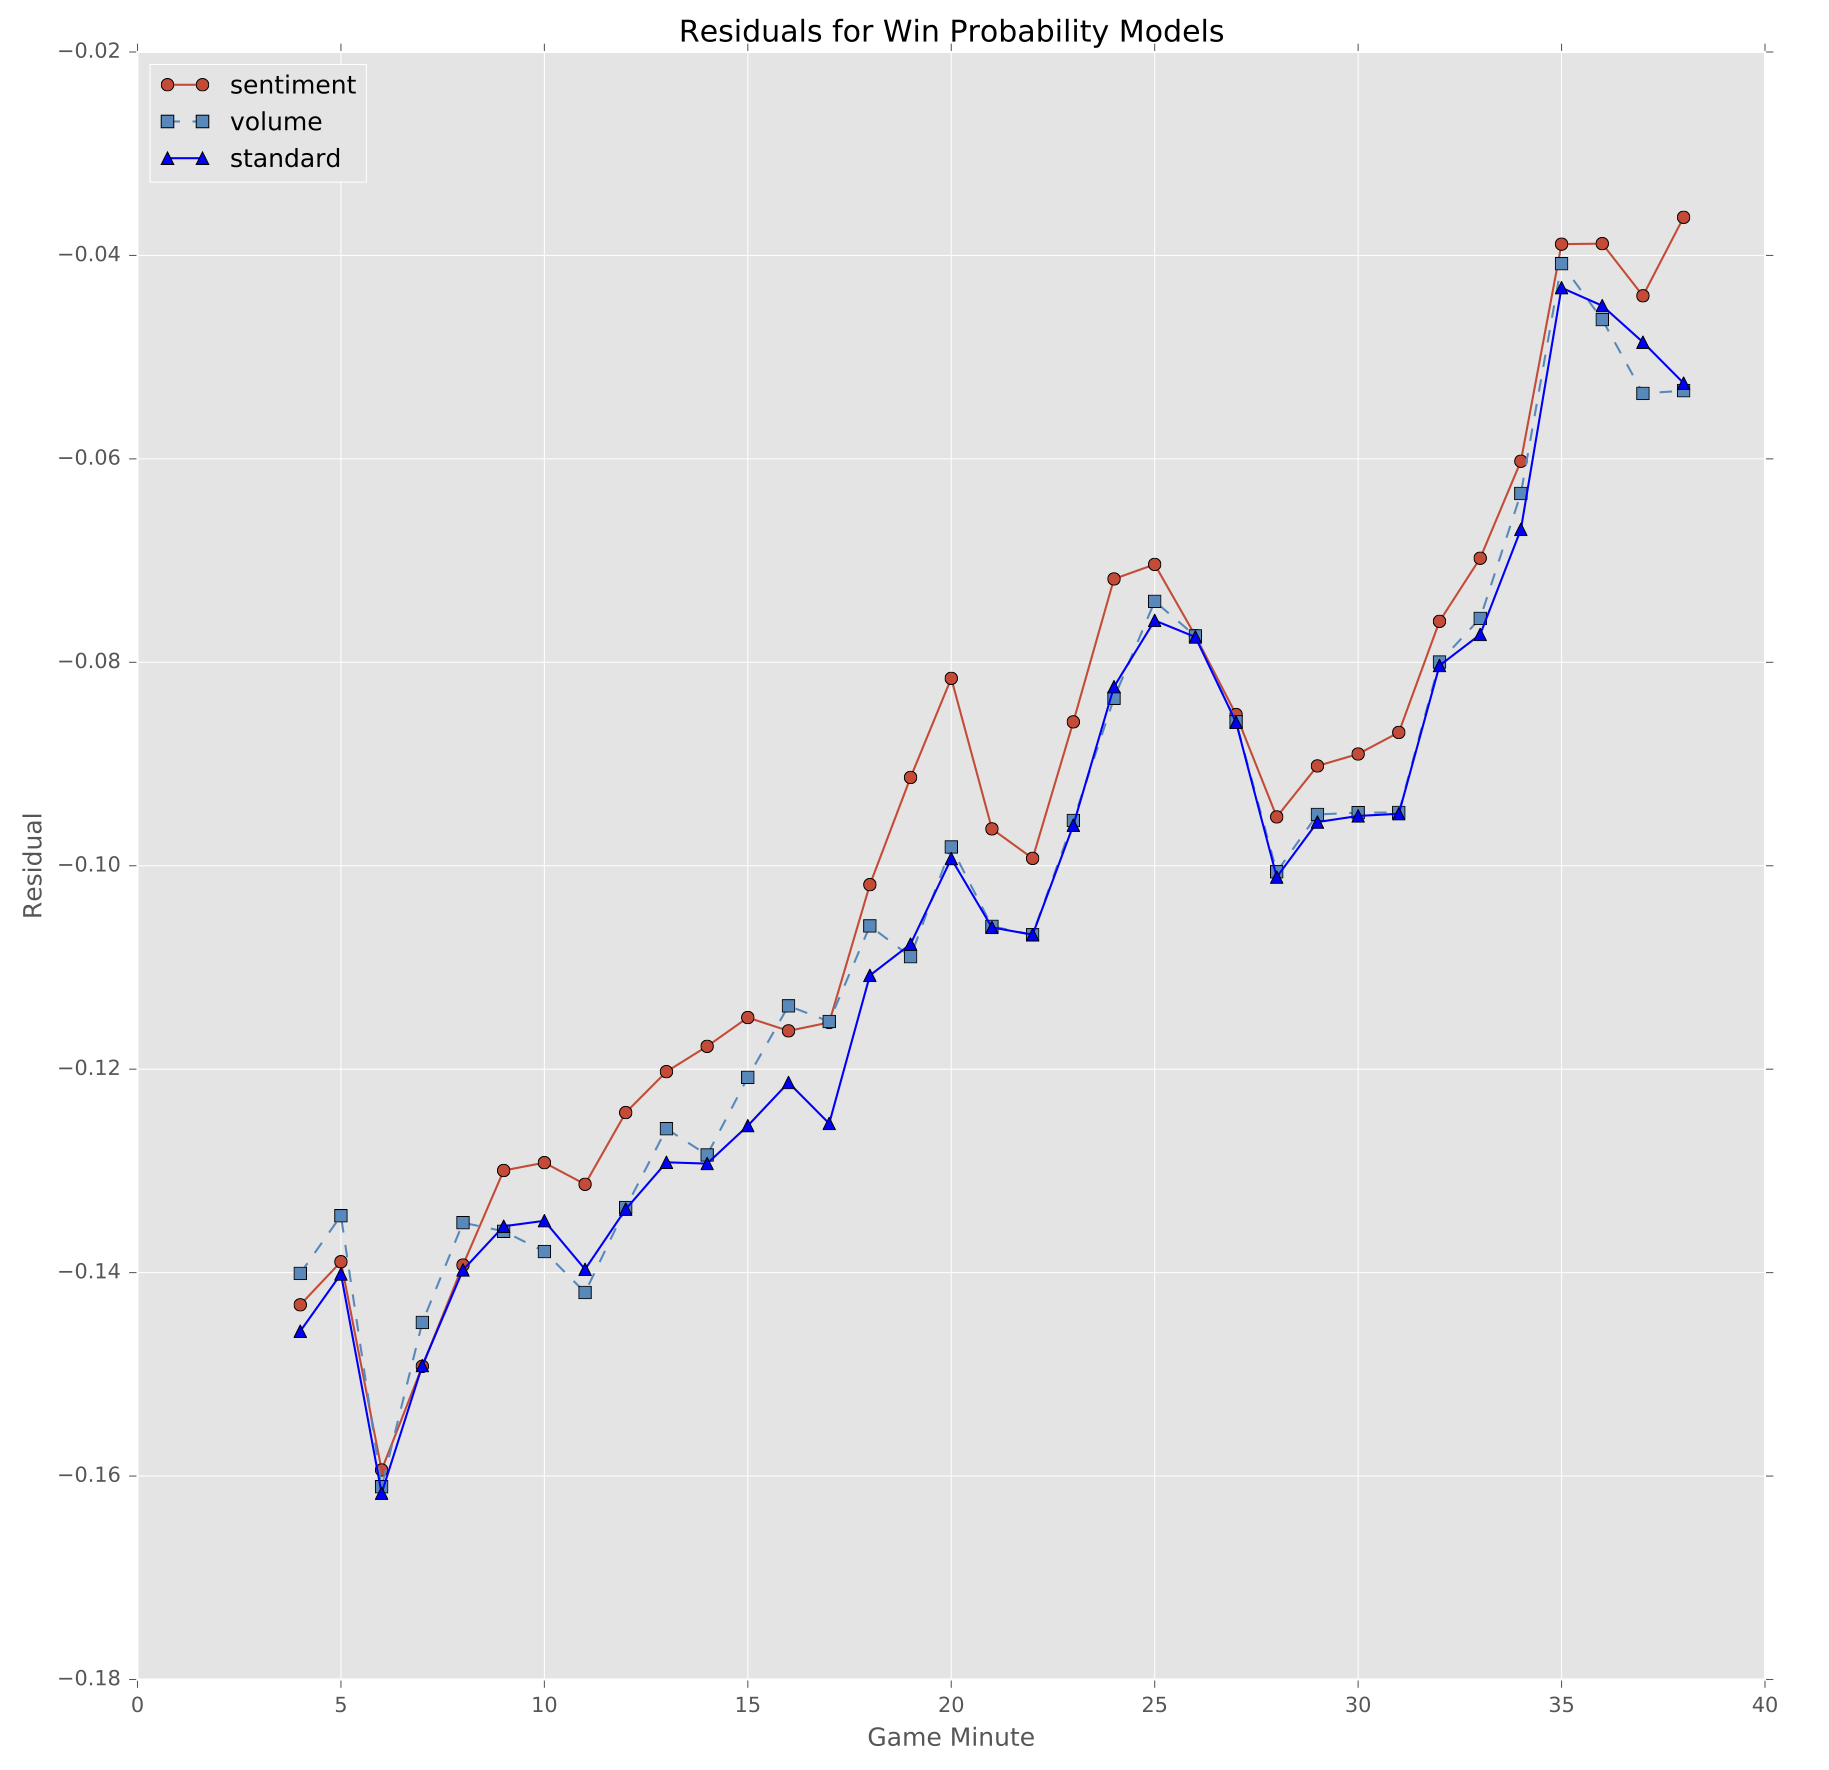 Residuals for Win Probability Models
sentiment
volume
standard
−0.02
−0.04
−0.06
−0.08
−0.10
−0.12
−0.14
−0.16
−0.18
Residual
0 5 10 15 20 25 30 35 40
Game Minute